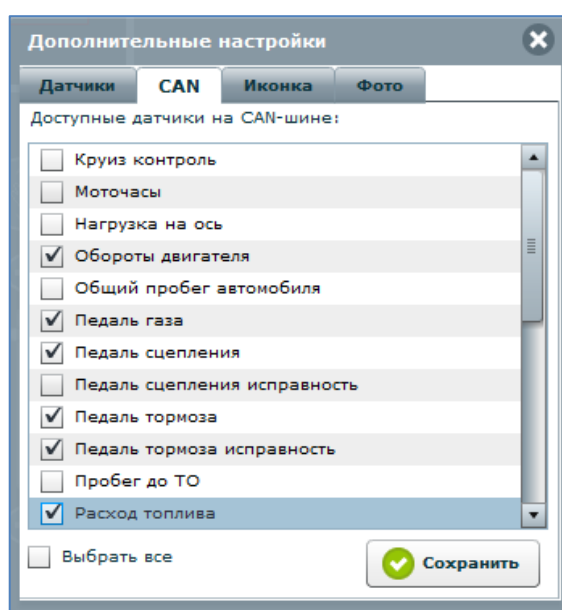 Дополнительные настройки
Датчики CAN Иконка Фото
Доступные датчики на CAN-шине:
Круиз контроль
Моточасы
Нагрузка на ось
Обороты двигателя
Общий пробег автомобиля
Педаль газа
Педаль сцепления
Педаль сцепления исправность
Педаль тормоза
Педаль тормоза исправность
Пробег до ТО
Расход топлива
Выбрать все
Сохранить